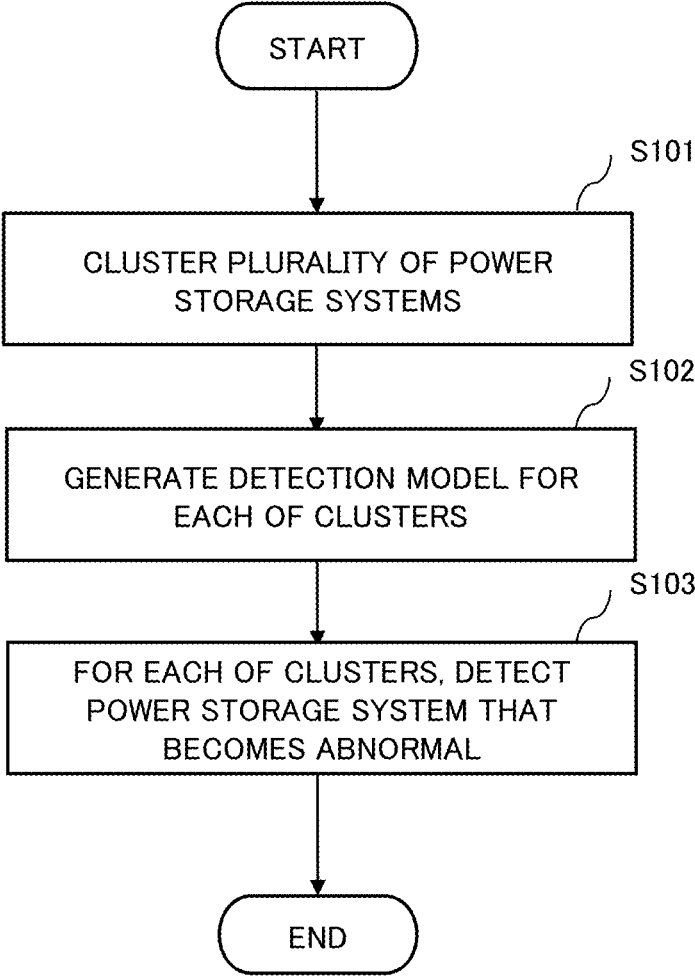 START
S101
CLUSTER PLURALITY OF POWER
STORAGE SYSTEMS
S102
GENERATE DETECTION MODEL FOR
EACH OF CLUSTERS
S103
FOR EACH OF CLUSTERS, DETECT
POWER STORAGE SYSTEM THAT
BECOMES ABNORMAL
END